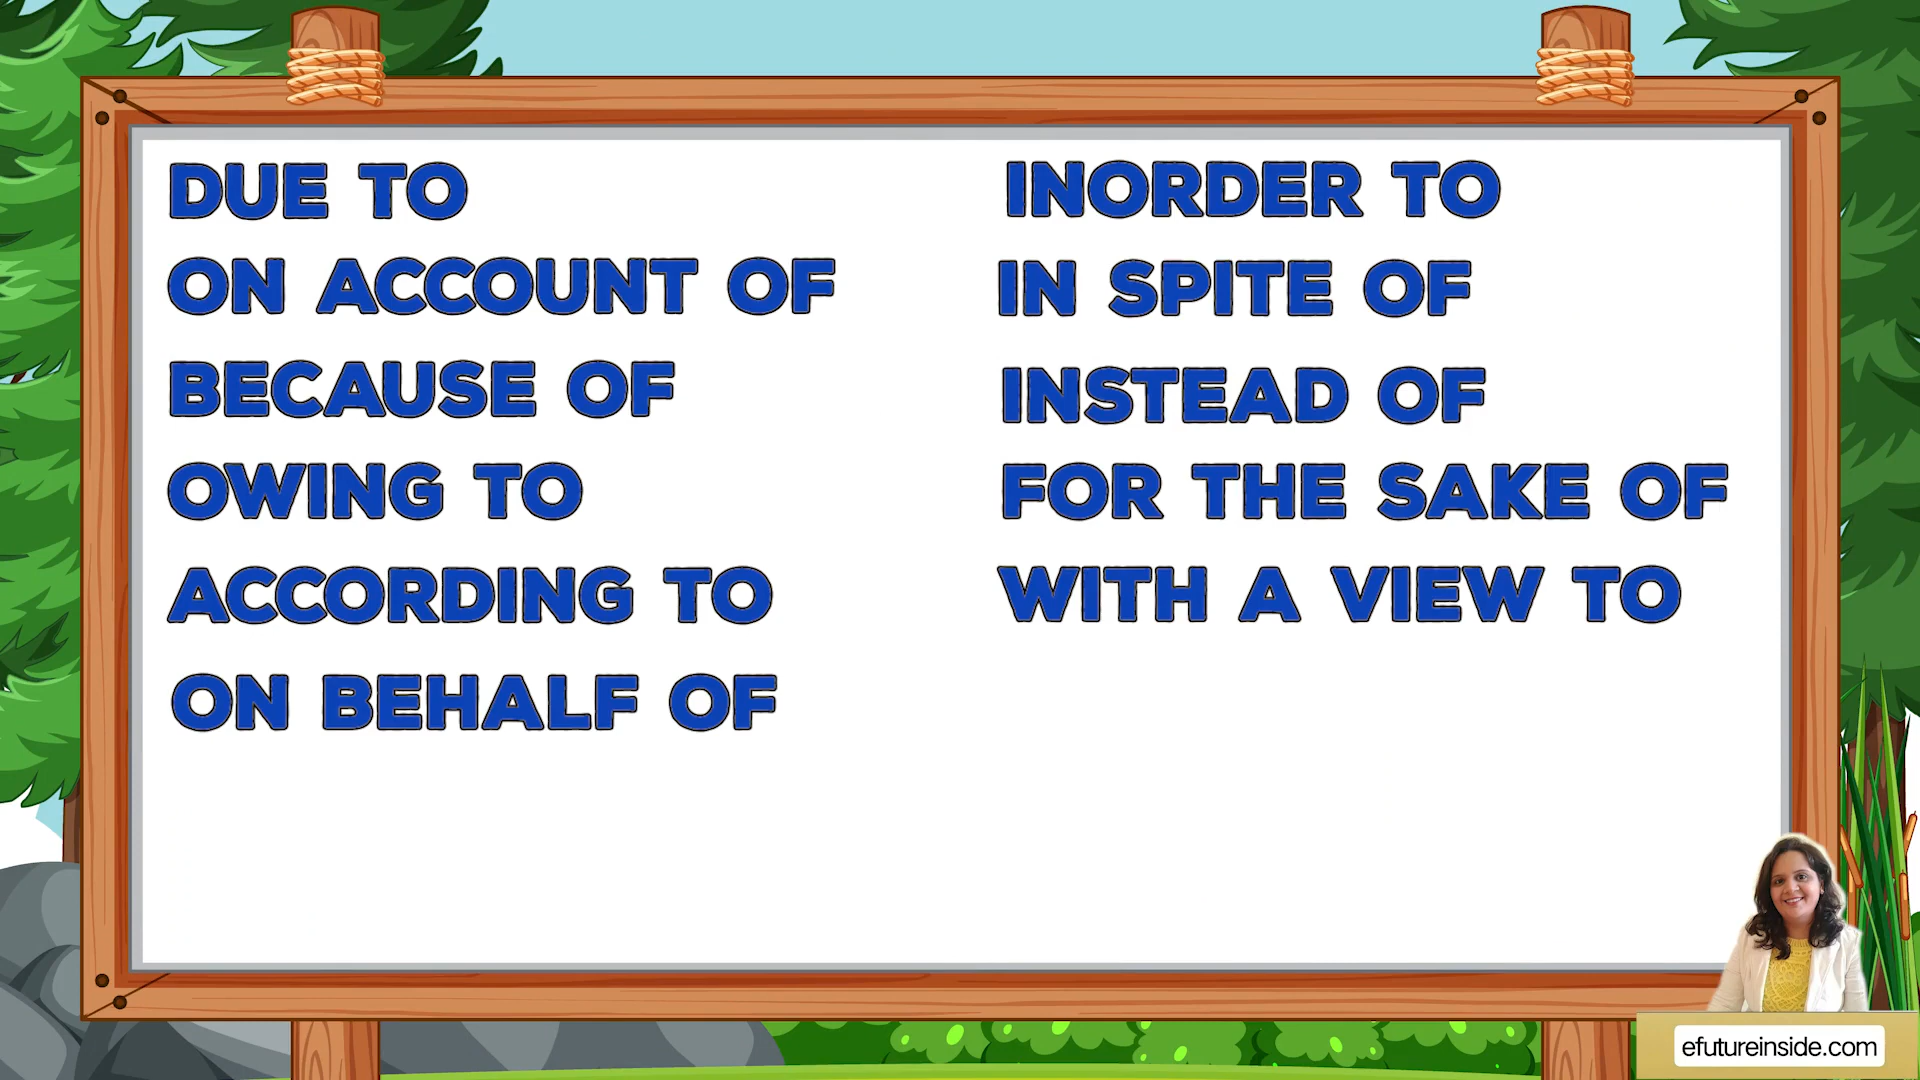 DUE TO
ON ACCOUNT OF
BECAUSE OF
OWING TO
ACCORDING TO
ON BEHALF OF
INORDER TO
IN SPITE OF
INSTEAD OF
FOR THE SAKE OF
WITH A VIEW TO
efutureinside.com